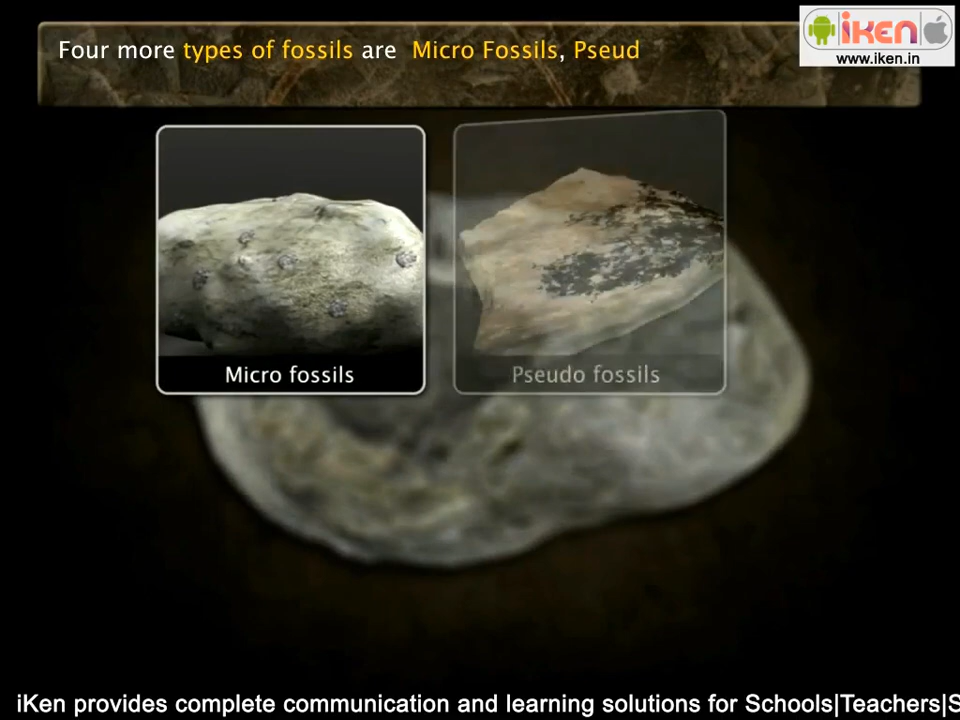 Four more types of fossils are Micro Fossils, Pseud
iken
www.iken.in
Micro fossils
Pseudo fossils
iKen provides complete communication and learning solutions for Schools|Teachers|S